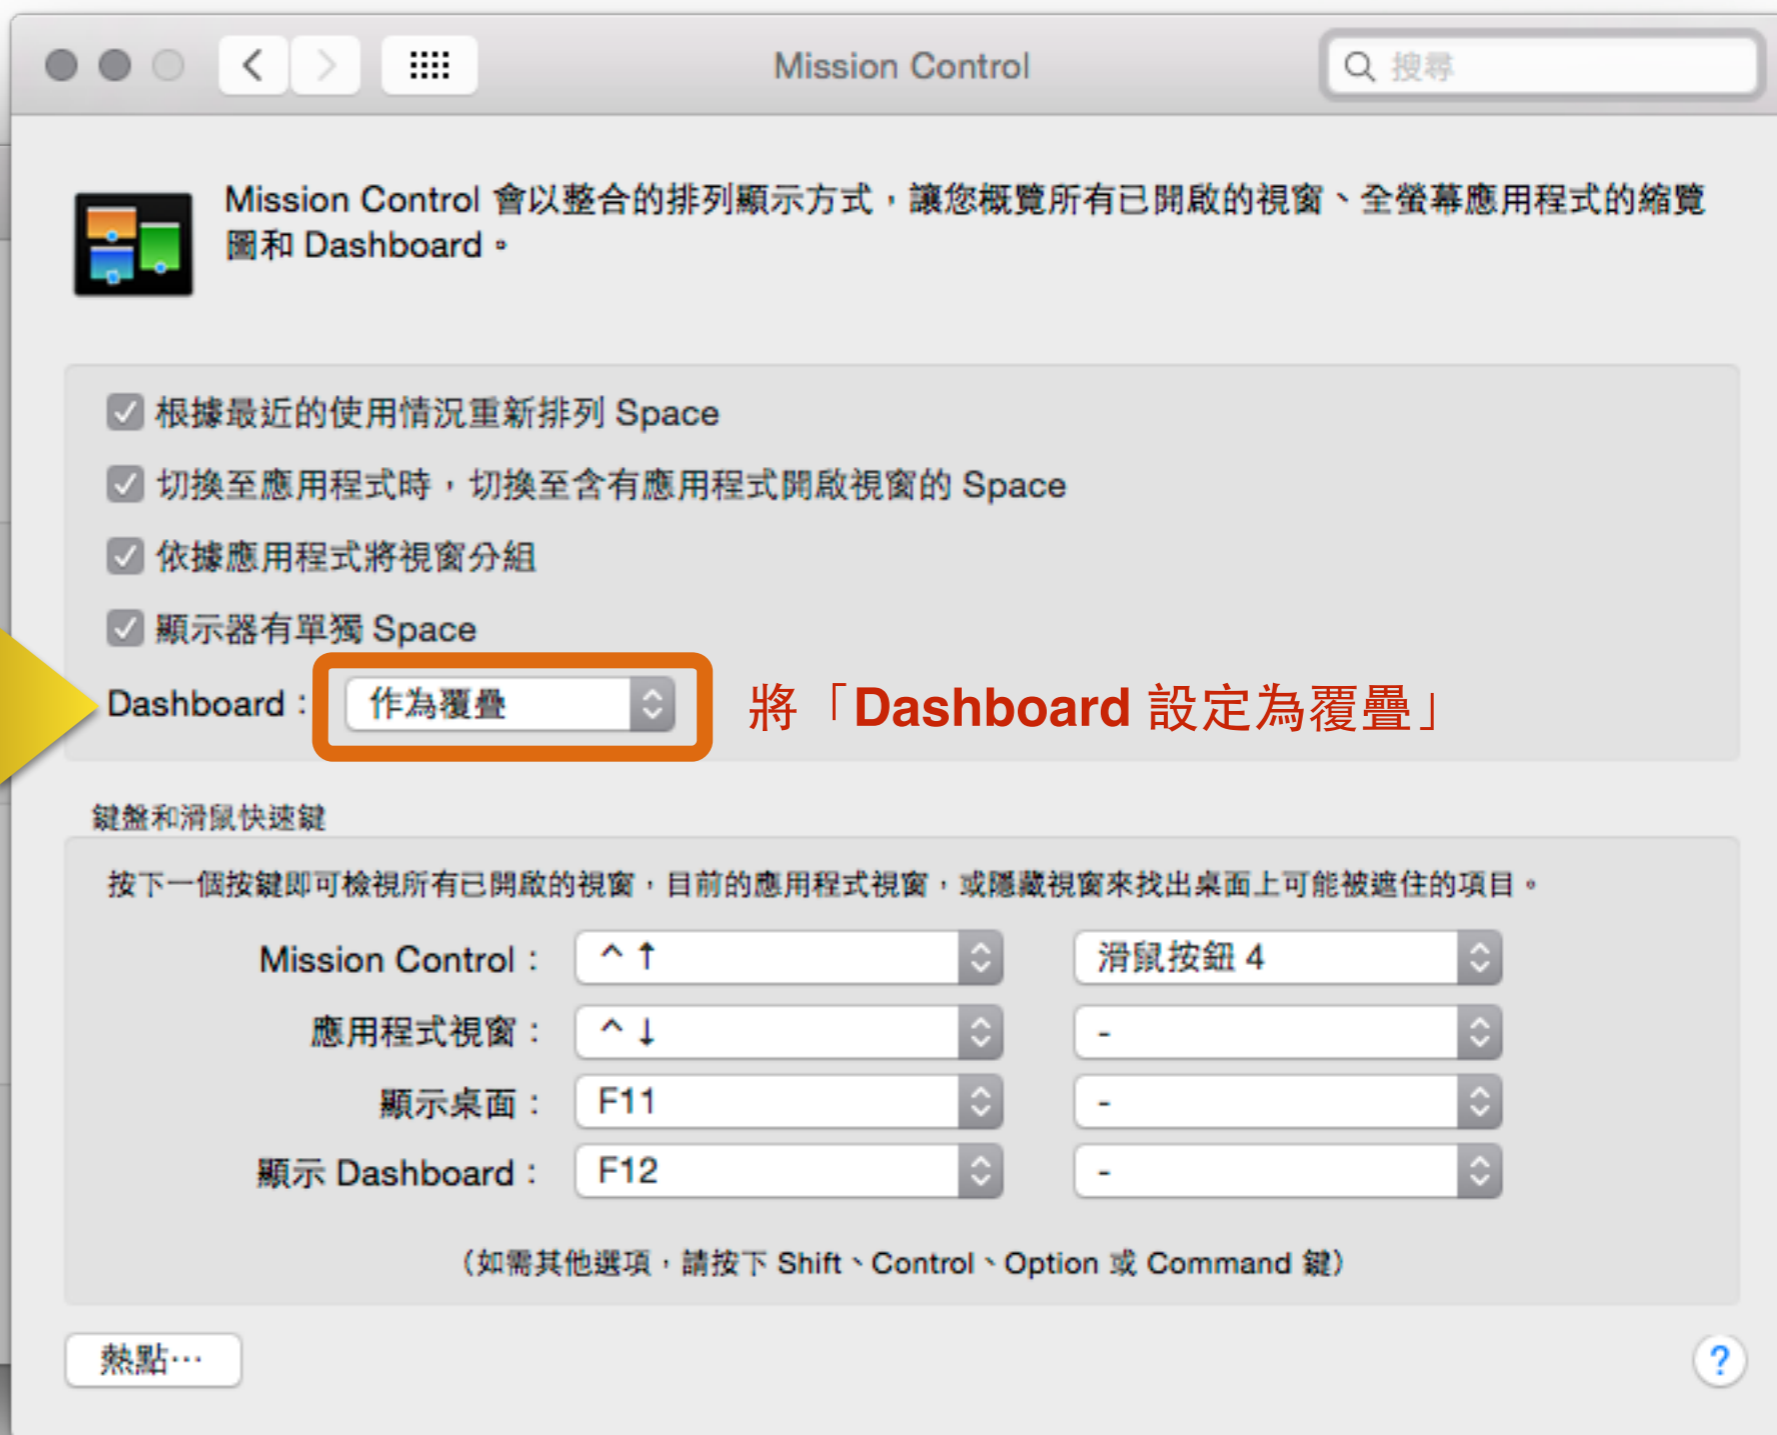 Mission Control
搜尋
Mission Control 會以整合的排列顯示方式，讓您概覽所有已開啟的視窗、全螢幕應用程式的縮覽
圖和 Dashboard。
根據最近的使用情況重新排列 Space
切換至應用程式時，切換至含有應用程式開啟視窗的 Space
依據應用程式將視窗分組
顯示器有單獨 Space
Dashboard： 作為覆疊 將「Dashboard 設定為覆疊」
鍵盤和滑鼠快速鍵
按下一個按鍵即可檢視所有已開啟的視窗，目前的應用程式視窗，或隱藏視窗來找出桌面上可能被遮住的項目。
Mission Control： ^ ↑ 滑鼠按鈕 4
應用程式視窗： ^ ↓ -
顯示桌面： F11 -
顯示 Dashboard： F12 -
（如需其他選項，請按下 Shift、Control、Option 或 Command 鍵）
熱點…
?